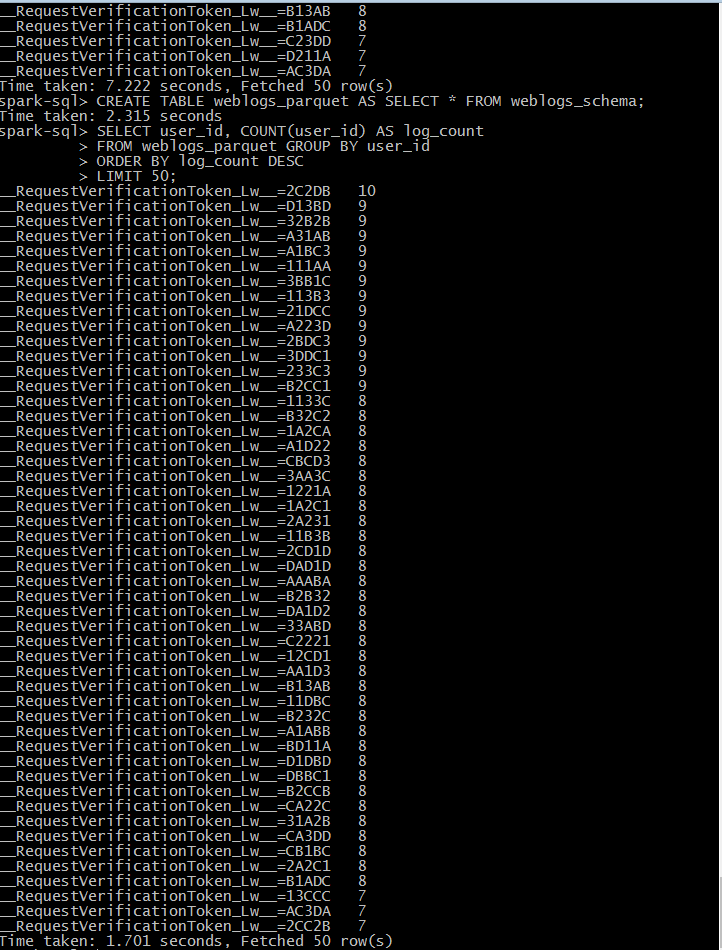 __RequestVerificationToken_Lw__=B13AB 8
__RequestVerificationToken_Lw__=B1ADC 8
__RequestVerificationToken_Lw__=C23DD 7
__RequestVerificationToken_Lw__=D211A 7
__RequestVerificationToken_Lw__=AC3DA 7
Time taken: 7.222 seconds, Fetched 50 row(s)
spark-sql> CREATE TABLE weblogs_parquet AS SELECT * FROM weblogs_schema;
Time taken: 2.315 seconds
spark-sql> SELECT user_id, COUNT(user_id) AS log_count
> FROM weblogs_parquet GROUP BY user_id
> ORDER BY log_count DESC
> LIMIT 50;
__RequestVerificationToken_Lw__=2C2DB 10
__RequestVerificationToken_Lw__=D13BD 9
__RequestVerificationToken_Lw__=32B2B 9
__RequestVerificationToken_Lw__=A31AB 9
__RequestVerificationToken_Lw__=A1BC3 9
__RequestVerificationToken_Lw__=111AA 9
__RequestVerificationToken_Lw__=3BB1C 9
__RequestVerificationToken_Lw__=113B3 9
__RequestVerificationToken_Lw__=21DCC 9
__RequestVerificationToken_Lw__=A223D 9
__RequestVerificationToken_Lw__=2BDC3 9
__RequestVerificationToken_Lw__=3DDC1 9
__RequestVerificationToken_Lw__=233C3 9
__RequestVerificationToken_Lw__=B2CC1 9
__RequestVerificationToken_Lw__=1133C 8
__RequestVerificationToken_Lw__=B32C2 8
__RequestVerificationToken_Lw__=1A2CA 8
__RequestVerificationToken_Lw__=A1D22 8
__RequestVerificationToken_Lw__=CBCD3 8
__RequestVerificationToken_Lw__=3AA3C 8
__RequestVerificationToken_Lw__=1221A 8
__RequestVerificationToken_Lw__=1A2C1 8
__RequestVerificationToken_Lw__=2A231 8
__RequestVerificationToken_Lw__=11B3B 8
__RequestVerificationToken_Lw__=2CD1D 8
__RequestVerificationToken_Lw__=DAD1D 8
__RequestVerificationToken_Lw__=AAABA 8
__RequestVerificationToken_Lw__=B2B32 8
__RequestVerificationToken_Lw__=DA1D2 8
__RequestVerificationToken_Lw__=33ABD 8
__RequestVerificationToken_Lw__=C2221 8
__RequestVerificationToken_Lw__=12CD1 8
__RequestVerificationToken_Lw__=AA1D3 8
__RequestVerificationToken_Lw__=B13AB 8
__RequestVerificationToken_Lw__=11DBC 8
__RequestVerificationToken_Lw__=B232C 8
__RequestVerificationToken_Lw__=A1ABB 8
__RequestVerificationToken_Lw__=BD11A 8
__RequestVerificationToken_Lw__=D1DBD 8
__RequestVerificationToken_Lw__=DBBC1 8
__RequestVerificationToken_Lw__=B2CCB 8
__RequestVerificationToken_Lw__=CA22C 8
__RequestVerificationToken_Lw__=31A2B 8
__RequestVerificationToken_Lw__=CA3DD 8
__RequestVerificationToken_Lw__=CB1BC 8
__RequestVerificationToken_Lw__=2A2C1 8
__RequestVerificationToken_Lw__=B1ADC 8
__RequestVerificationToken_Lw__=13CCC 7
__RequestVerificationToken_Lw__=AC3DA 7
__RequestVerificationToken_Lw__=2CC2B 7
Time taken: 1.701 seconds, Fetched 50 row(s)